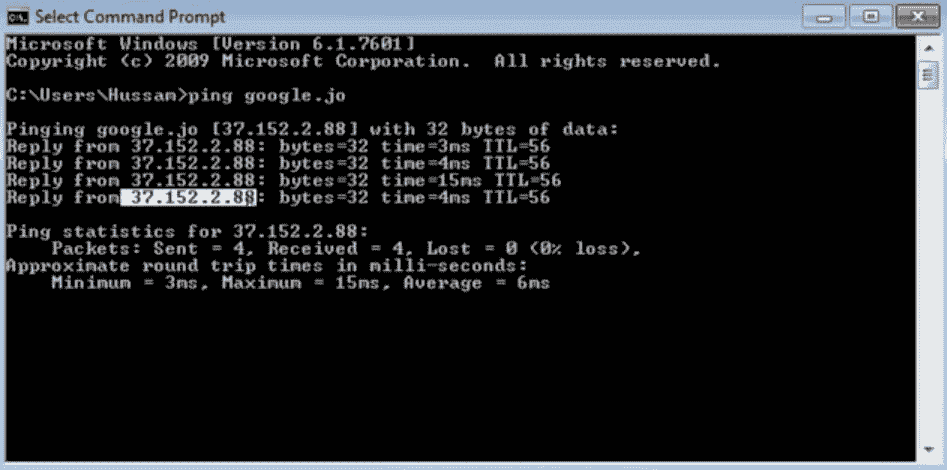 Select Command Prompt
Microsoft Windows [Version 6.1.7601]
Copyright (c) 2009 Microsoft Corporation.  All rights reserved.
C:\Users\Hussam>ping google.jo
Pinging google.jo [37.152.2.88] with 32 bytes of data:
Reply from 37.152.2.88: bytes=32 time=3ms TTL=56
Reply from 37.152.2.88: bytes=32 time=4ms TTL=56
Reply from 37.152.2.88: bytes=32 time=15ms TTL=56
Reply from 37.152.2.88: bytes=32 time=4ms TTL=56
Ping statistics for 37.152.2.88:
    Packets: Sent = 4, Received = 4, Lost = 0 (0% loss),
Approximate round trip times in milli-seconds:
    Minimum = 3ms, Maximum = 15ms, Average = 6ms